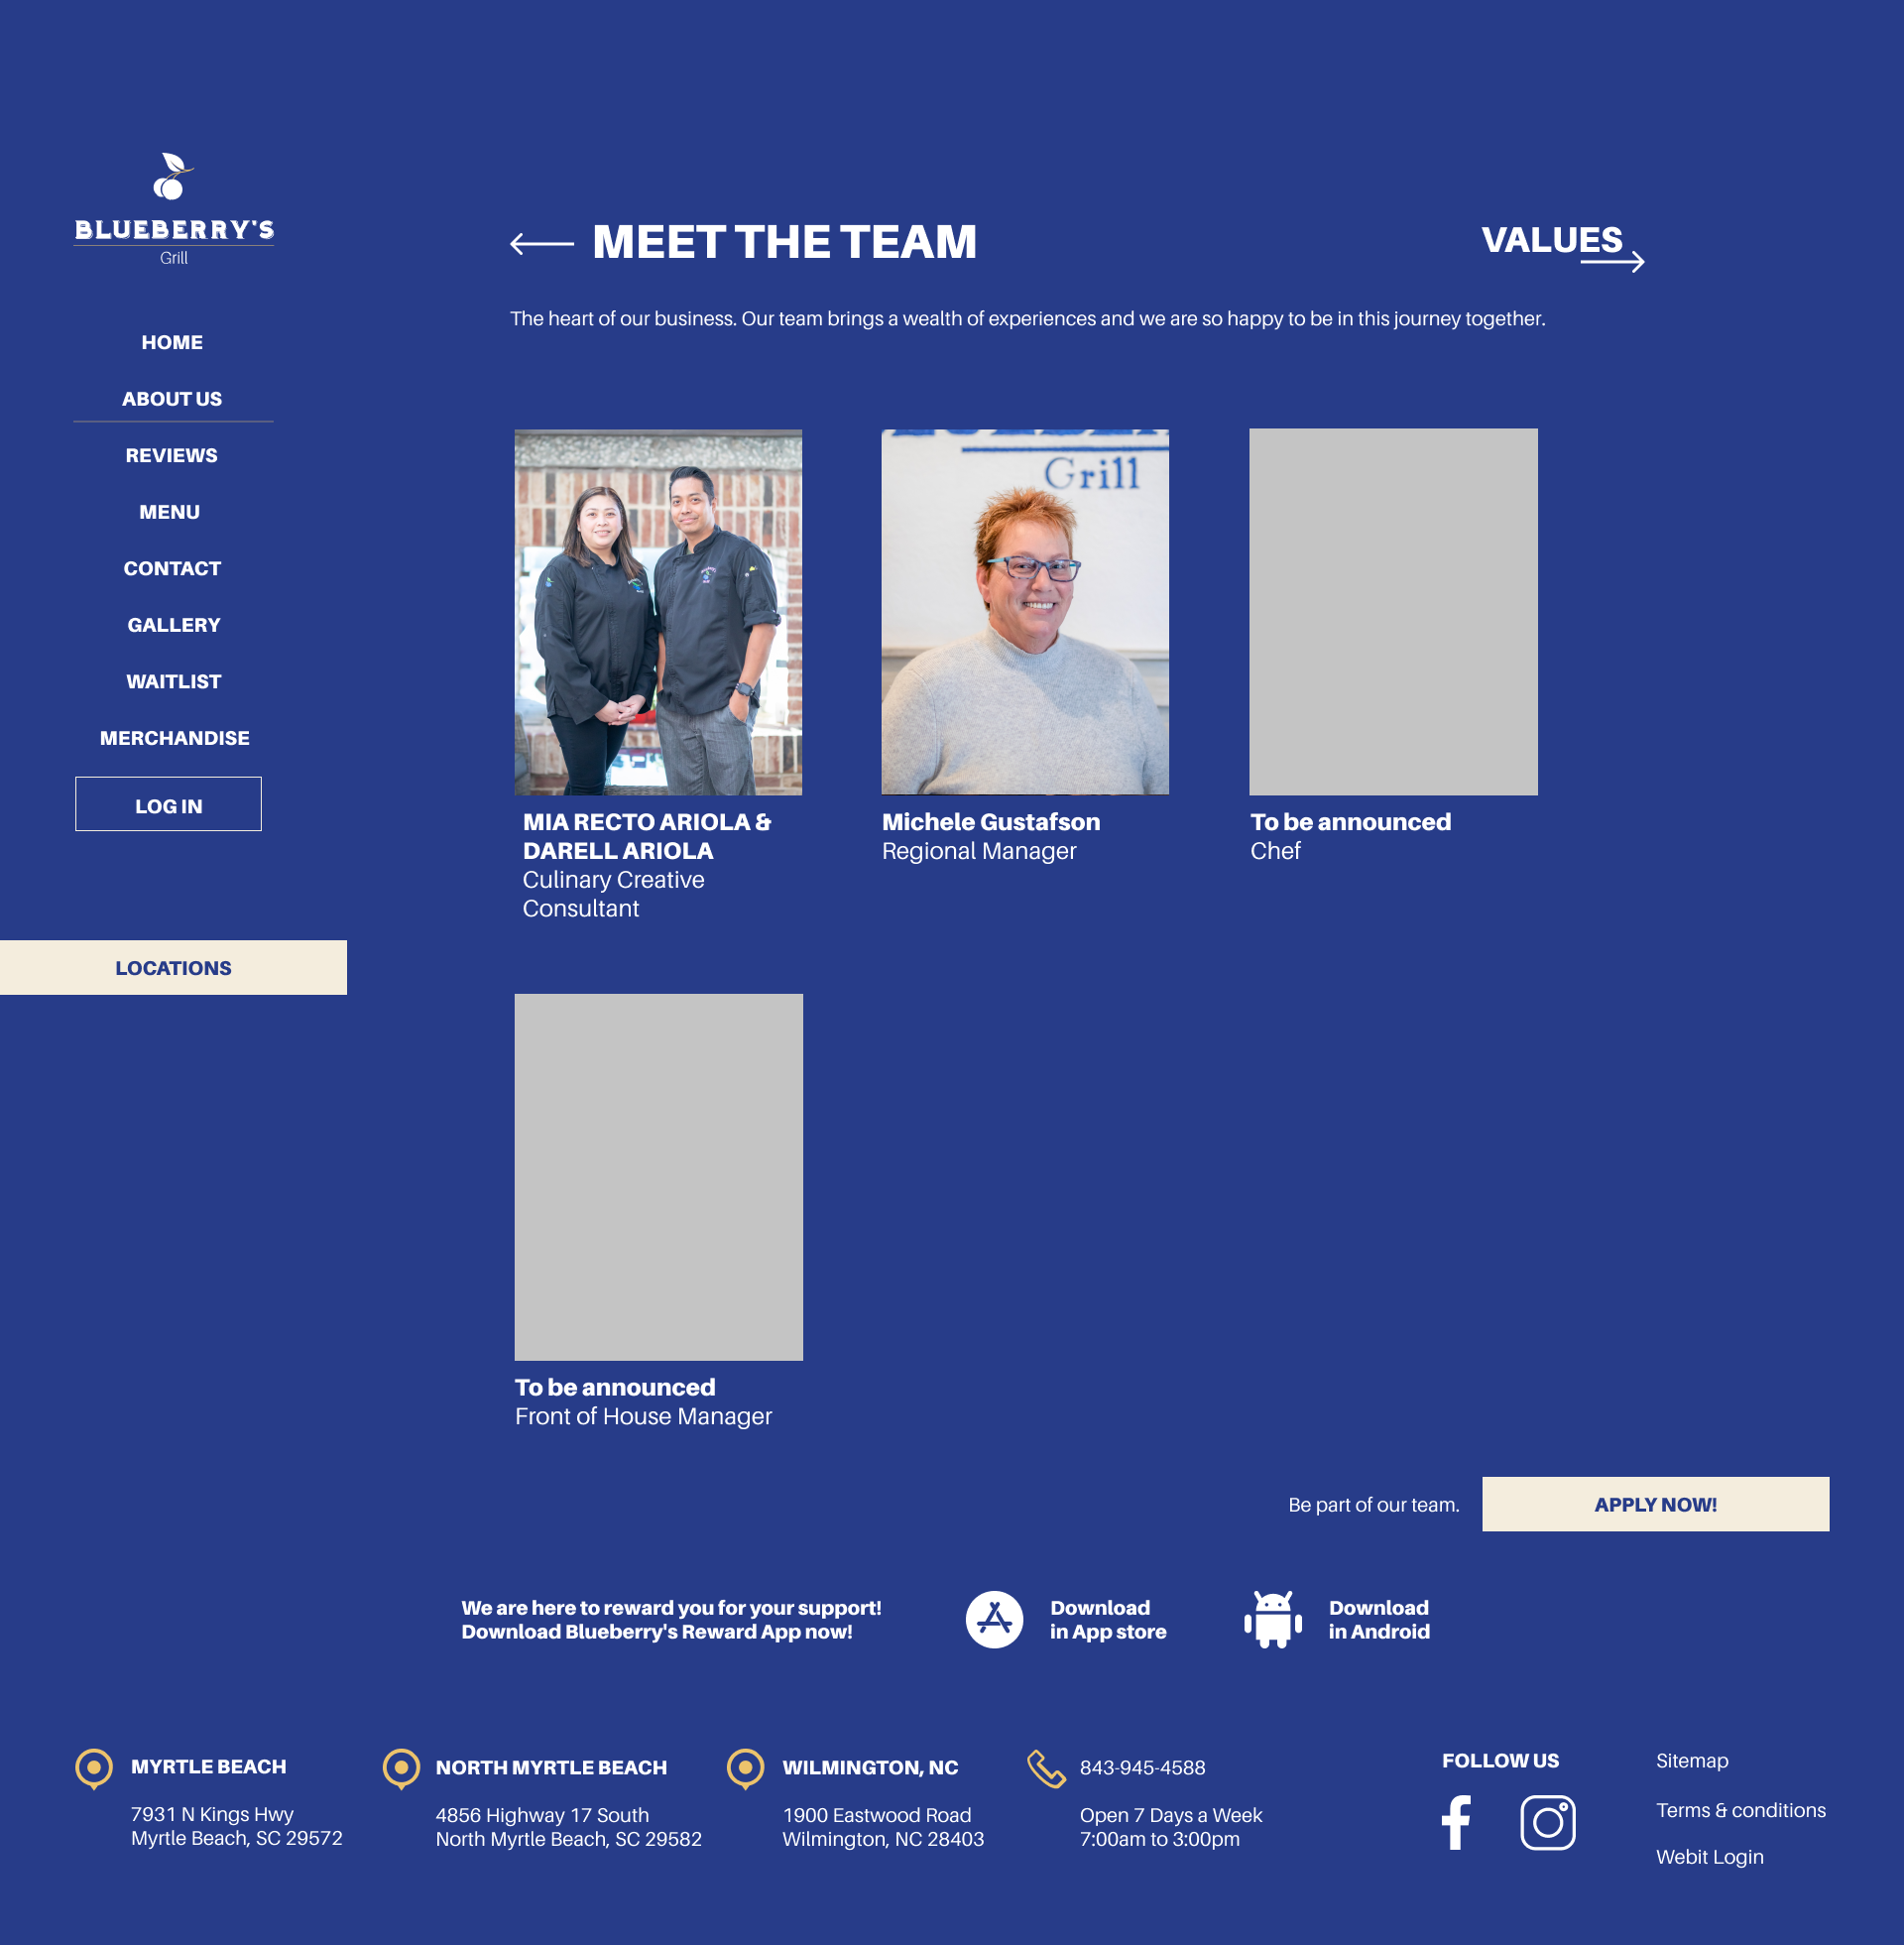 BLUEBERRY'S
Grill
HOME
ABOUT US
REVIEWS
MENU
CONTACT
GALLERY
WAITLIST
MERCHANDISE
LOG IN
LOCATIONS
MEET THE TEAM
VALUES
The heart of our business. Our team brings a wealth of experiences and we are so happy to be in this journey together.
Grill
MIA RECTO ARIOLA &
DARELL ARIOLA
Culinary Creative
Consultant
Michele Gustafson
Regional Manager
To be announced
Chef
To be announced
Front of House Manager
Be part of our team.
APPLY NOW!
We are here to reward you for your support!
Download Blueberry's Reward App now!
Download
in App store
Download
in Android
MYRTLE BEACH
7931 N Kings Hwy
Myrtle Beach, SC 29572
NORTH MYRTLE BEACH
4856 Highway 17 South
North Myrtle Beach, SC 29582
WILMINGTON, NC
1900 Eastwood Road
Wilmington, NC 28403
843-945-4588
Open 7 Days a Week
7:00am to 3:00pm
FOLLOW US
Sitemap
Terms & conditions
Webit Login